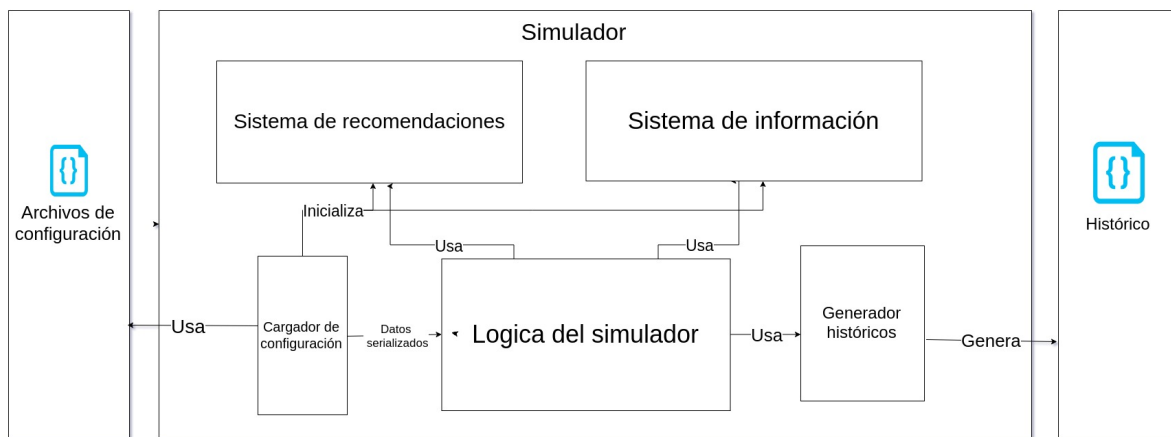 Simulador
Sistema de recomendaciones
Sistema de información
{}
Archivos de
configuración
{}
Histórico
Inicializa
Usa
Usa
Usa
Cargador de
configuración
Datos
serializados
Logica del simulador
Usa
Generador
históricos
Genera